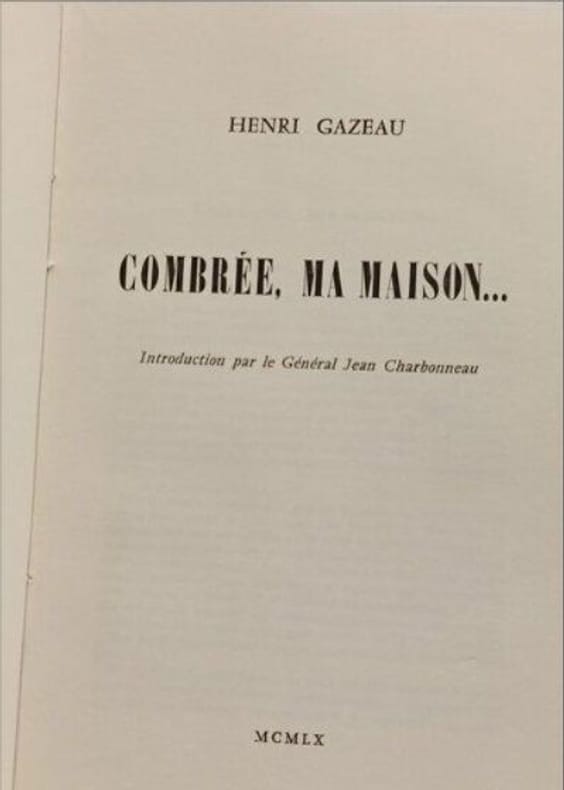 HENRI GAZEAU
COMBRÉE, MA MAISON...
Introduction par le Général Jean Charbonneau
MCMLX